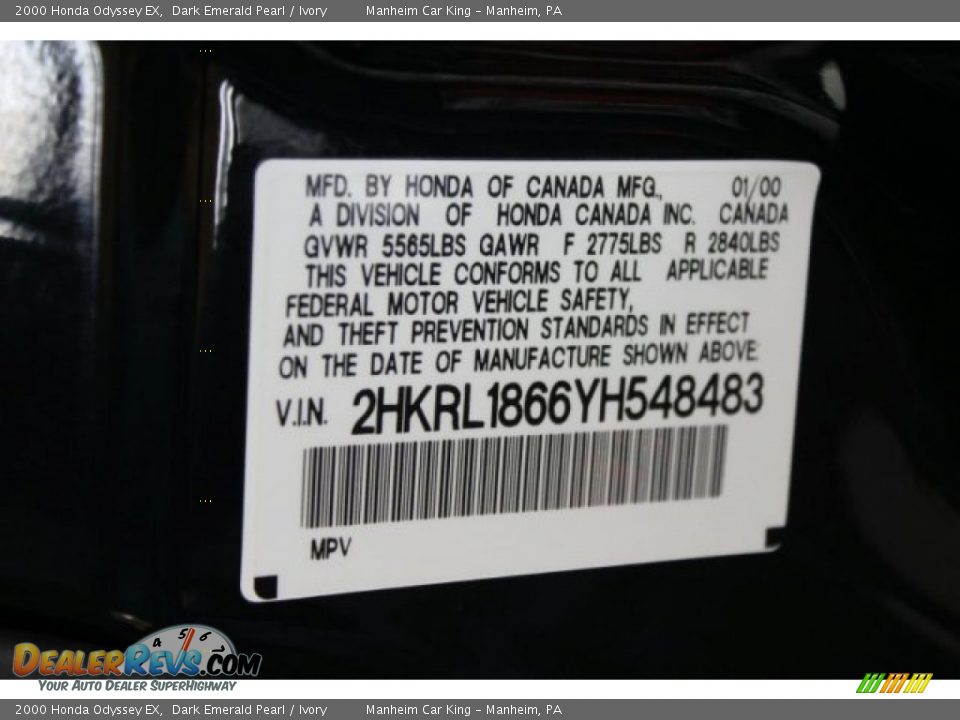 2000 Honda Odyssey EX, Dark Emerald Pearl / Ivory Manheim Car King – Manheim, PA
MFD. BY HONDA OF CANADA MFG., 01/00
A DIVISION OF HONDA CANADA INC. CANADA
GVWR 5565LBS GAWR F 2775LBS R 2840LBS
THIS VEHICLE CONFORMS TO ALL APPLICABLE
FEDERAL MOTOR VEHICLE SAFETY,
AND THEFT PREVENTION STANDARDS IN EFFECT
ON THE DATE OF MANUFACTURE SHOWN ABOVE.
V.I.N. 2HKRL1866YH548483
MPV
4 5 6 7
DEALERREVS.COM
YOUR AUTO DEALER SUPERHIGHWAY
2000 Honda Odyssey EX, Dark Emerald Pearl / Ivory Manheim Car King – Manheim, PA